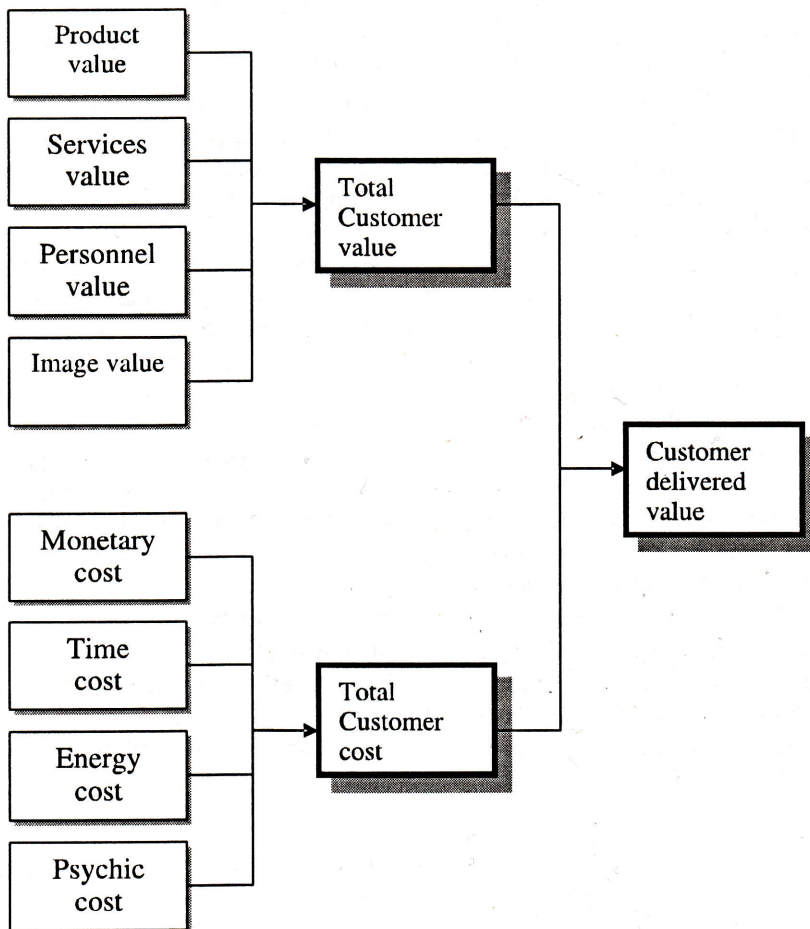 Product
value
Services
value
Personnel
value
Image value
Total
Customer
value
Customer
delivered
value
Monetary
cost
Time
cost
Energy
cost
Psychic
cost
Total
Customer
cost